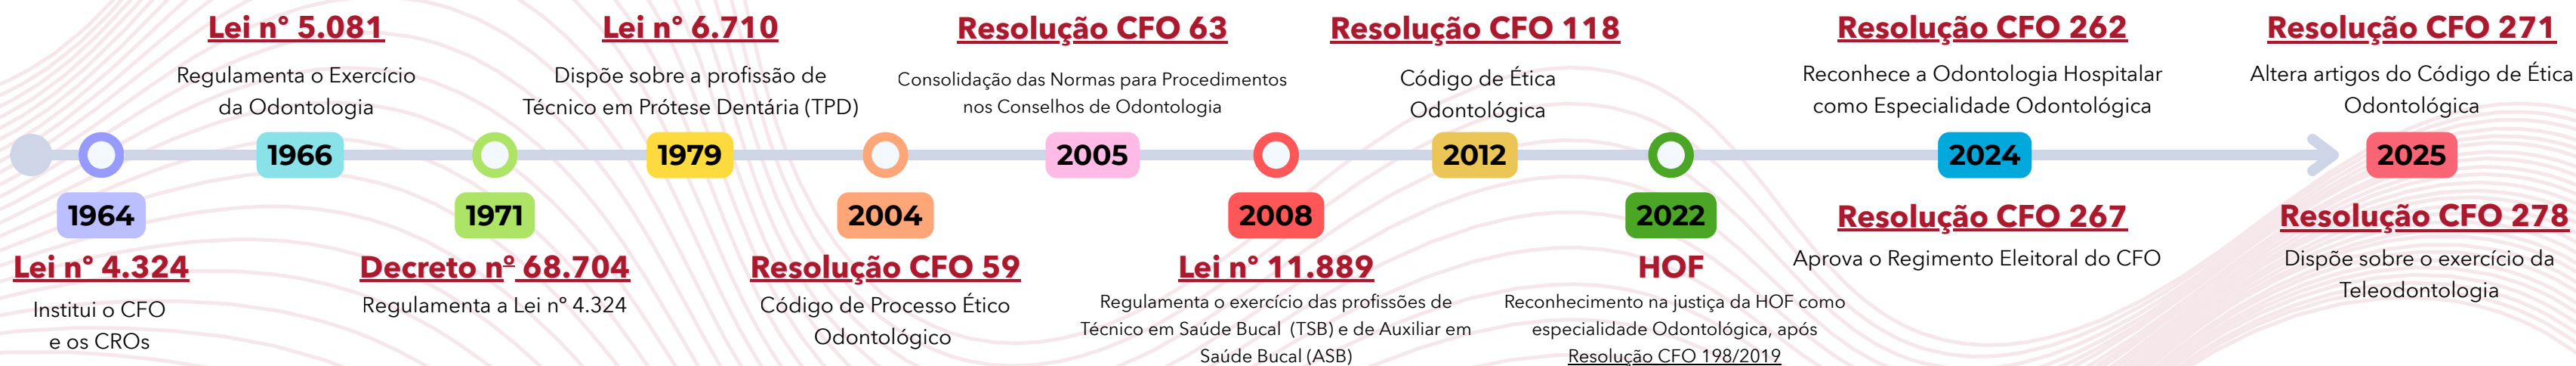 Lei n° 5.081
Regulamenta o Exercício
da Odontologia
1966
Lei n° 6.710
Dispõe sobre a profissão de
Técnico em Prótese Dentária (TPD)
1979
Resolução CFO 63
Consolidação das Normas para Procedimentos
nos Conselhos de Odontologia
2005
Resolução CFO 118
Código de Ética
Odontológica
2012
Resolução CFO 262
Reconhece a Odontologia Hospitalar
como Especialidade Odontológica
2024
Resolução CFO 271
Altera artigos do Código de Ética
Odontológica
2025
1964
Lei n° 4.324
Institui o CFO
e os CROs
1971
Decreto nº 68.704
Regulamenta a Lei nº 4.324
2004
Resolução CFO 59
Código de Processo Ético
Odontológico
2008
Lei n° 11.889
Regulamenta o exercício das profissões de
Técnico em Saúde Bucal (TSB) e de Auxiliar em
Saúde Bucal (ASB)
2022
HOF
Reconhecimento na justiça da HOF como
especialidade Odontológica, após
Resolução CFO 198/2019
Resolução CFO 267
Aprova o Regimento Eleitoral do CFO
Resolução CFO 278
Dispõe sobre o exercício da
Teleodontologia